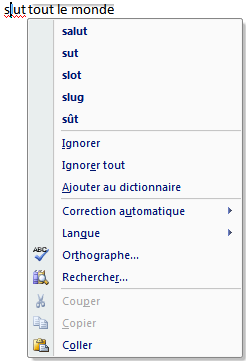 slut tout le monde
salut
sut
slot
slug
sût
Ignorer
Ignorer tout
Ajouter au dictionnaire
Correction automatique
Langue
ABC
Orthographe...
Rechercher...
Couper
Copier
Coller